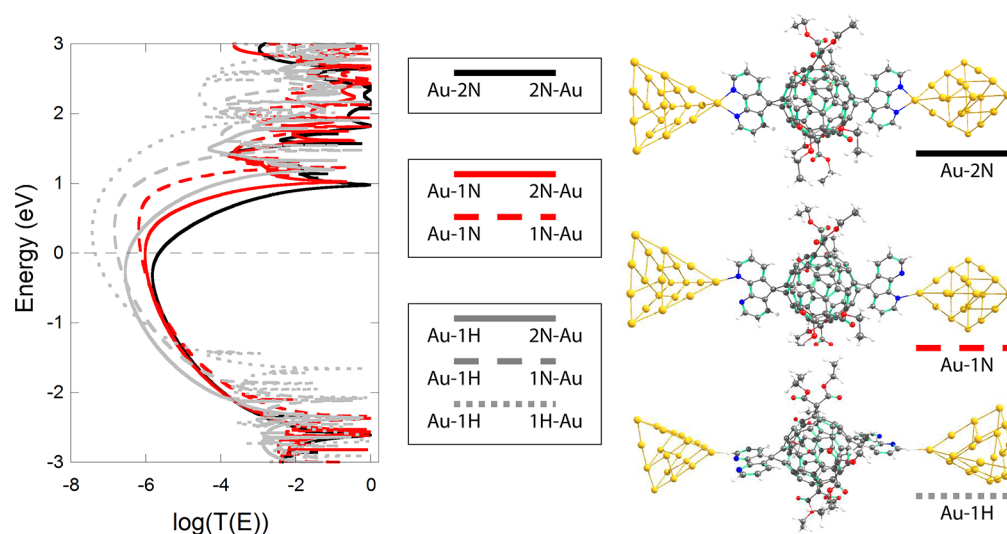 3
2
1
0
-1
-2
-3
Energy (eV)
-8 -6 -4 -2 0
log(T(E))
Au-2N 2N-Au
Au-1N 2N-Au
Au-1N 1N-Au
Au-1H 2N-Au
Au-1H 1N-Au
Au-1H 1H-Au
Au-2N
Au-1N
Au-1H